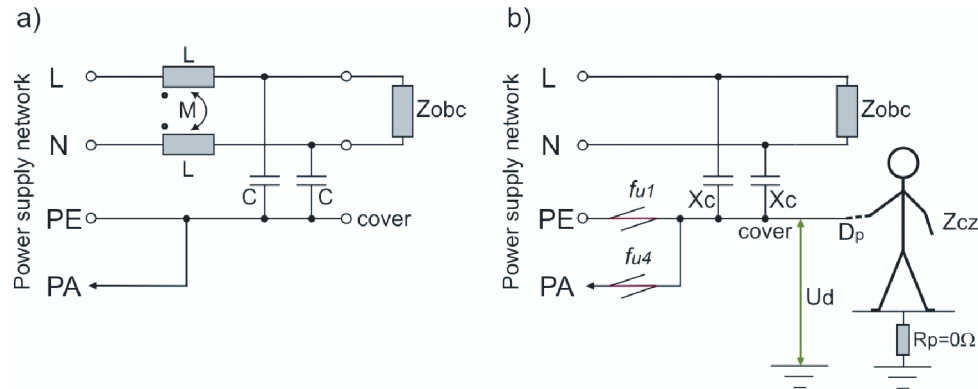 a)
Power supply network
L
N
PE
PA
L
M
L
C
C
Zobc
cover
b)
Power supply network
L
N
PE
PA
fu1
fu4
Xc
Xc
cover
Zobc
Dp
Zcz
Ud
Rp=0Ω